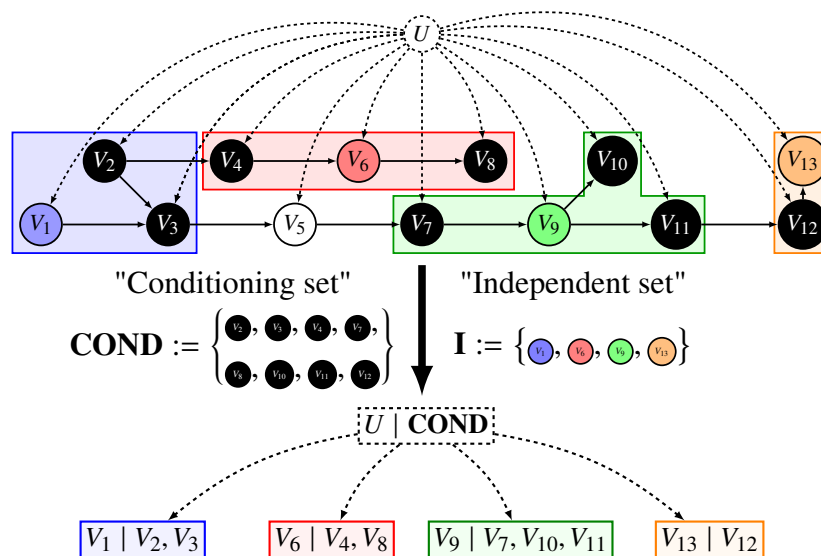 U
V2 V4 V6 V8 V10 V13
V1 V3 V5 V7 V9 V11 V12
"Conditioning set" "Independent set"
COND := { V2, V3, V4, V7,
V8, V10, V11, V12 }
I := { V1, V6, V9, V13 }
U | COND
V1 | V2, V3 V6 | V4, V8 V9 | V7, V10, V11 V13 | V12